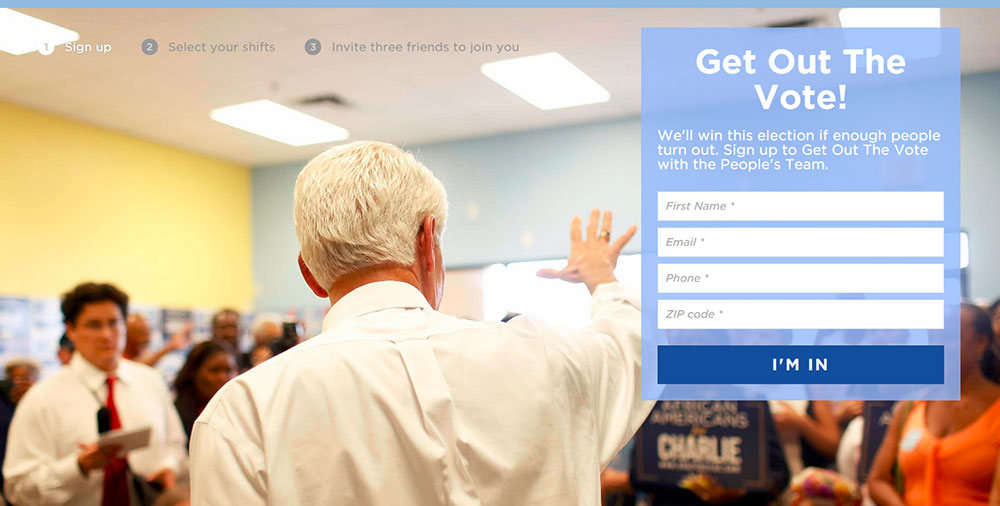 1 Sign up 2 Select your shifts 3 Invite three friends to join you
Get Out The
Vote!
We'll win this election if enough people
turn out. Sign up to Get Out The Vote
with the People's Team.
First Name *
Email *
Phone *
ZIP code *
I'M IN
AFRICAN
AMERICANS
for
CHARLIE